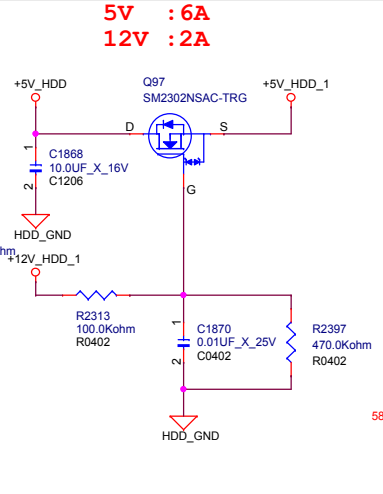 5V :6A
12V :2A
+5V_HDD
Q97
SM2302NSAC-TRG
+5V_HDD_1
D
S
G
1
C1868
10.0UF_X_16V
C1206
2
HDD_GND
hm
+12V_HDD_1
R2313
100.0Kohm
R0402
1
C1870
0.01UF_X_25V
C0402
2
R2397
470.0Kohm
R0402
58
HDD_GND